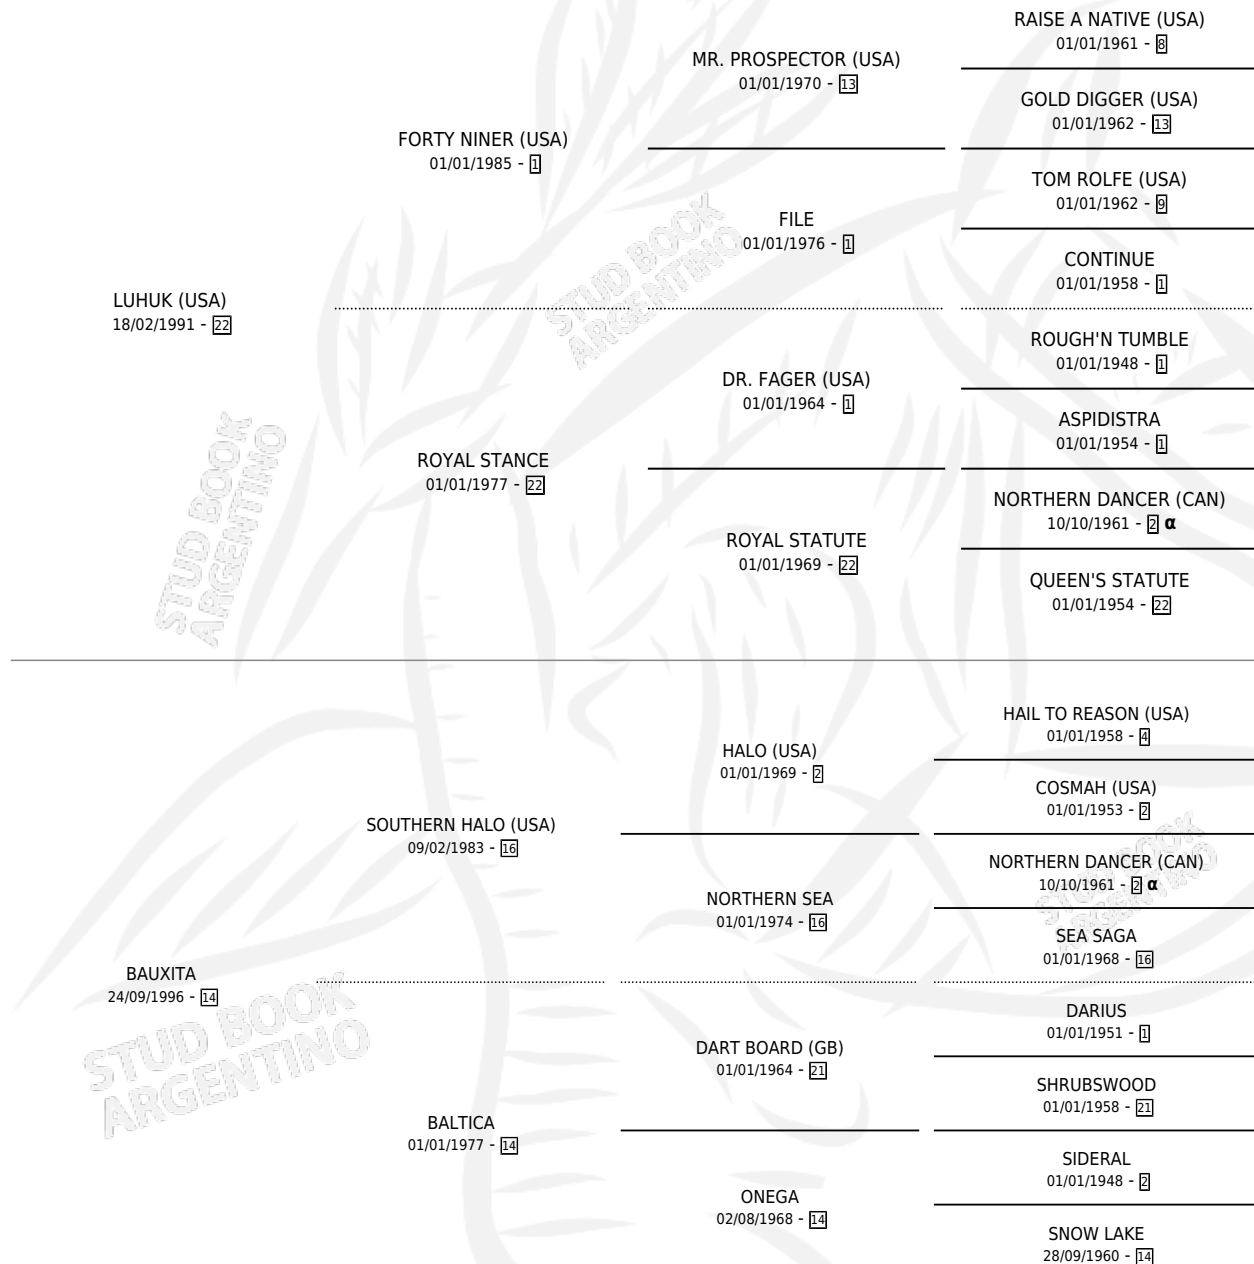 RAISE A NATIVE (USA)
01/01/1961 - 8
MR. PROSPECTOR (USA)
01/01/1970 - 13
GOLD DIGGER (USA)
01/01/1962 - 13
FORTY NINER (USA)
01/01/1985 - 1
TOM ROLFE (USA)
01/01/1962 - 9
FILE
01/01/1976 - 1
CONTINUE
01/01/1958 - 1
LUHUK (USA)
18/02/1991 - 22
ROUGH'N TUMBLE
01/01/1948 - 1
DR. FAGER (USA)
01/01/1964 - 1
ASPIDISTRA
01/01/1954 - 1
ROYAL STANCE
01/01/1977 - 22
NORTHERN DANCER (CAN)
10/10/1961 - 2 α
ROYAL STATUTE
01/01/1969 - 22
QUEEN'S STATUTE
01/01/1954 - 22
HAIL TO REASON (USA)
01/01/1958 - 4
HALO (USA)
01/01/1969 - 2
COSMAH (USA)
01/01/1953 - 2
SOUTHERN HALO (USA)
09/02/1983 - 16
NORTHERN DANCER (CAN)
10/10/1961 - 2 α
NORTHERN SEA
01/01/1974 - 16
SEA SAGA
01/01/1968 - 16
BAUXITA
24/09/1996 - 14
DARIUS
01/01/1951 - 1
DART BOARD (GB)
01/01/1964 - 21
SHRUBSWOOD
01/01/1958 - 21
BALTICA
01/01/1977 - 14
SIDERAL
01/01/1948 - 2
ONEGA
02/08/1968 - 14
SNOW LAKE
28/09/1960 - 14
STUD BOOK
ARGENTINO
STUD BOOK
ARGENTINO
STUD BOOK
ARGENTINO
STUD BOOK
ARGENTINO